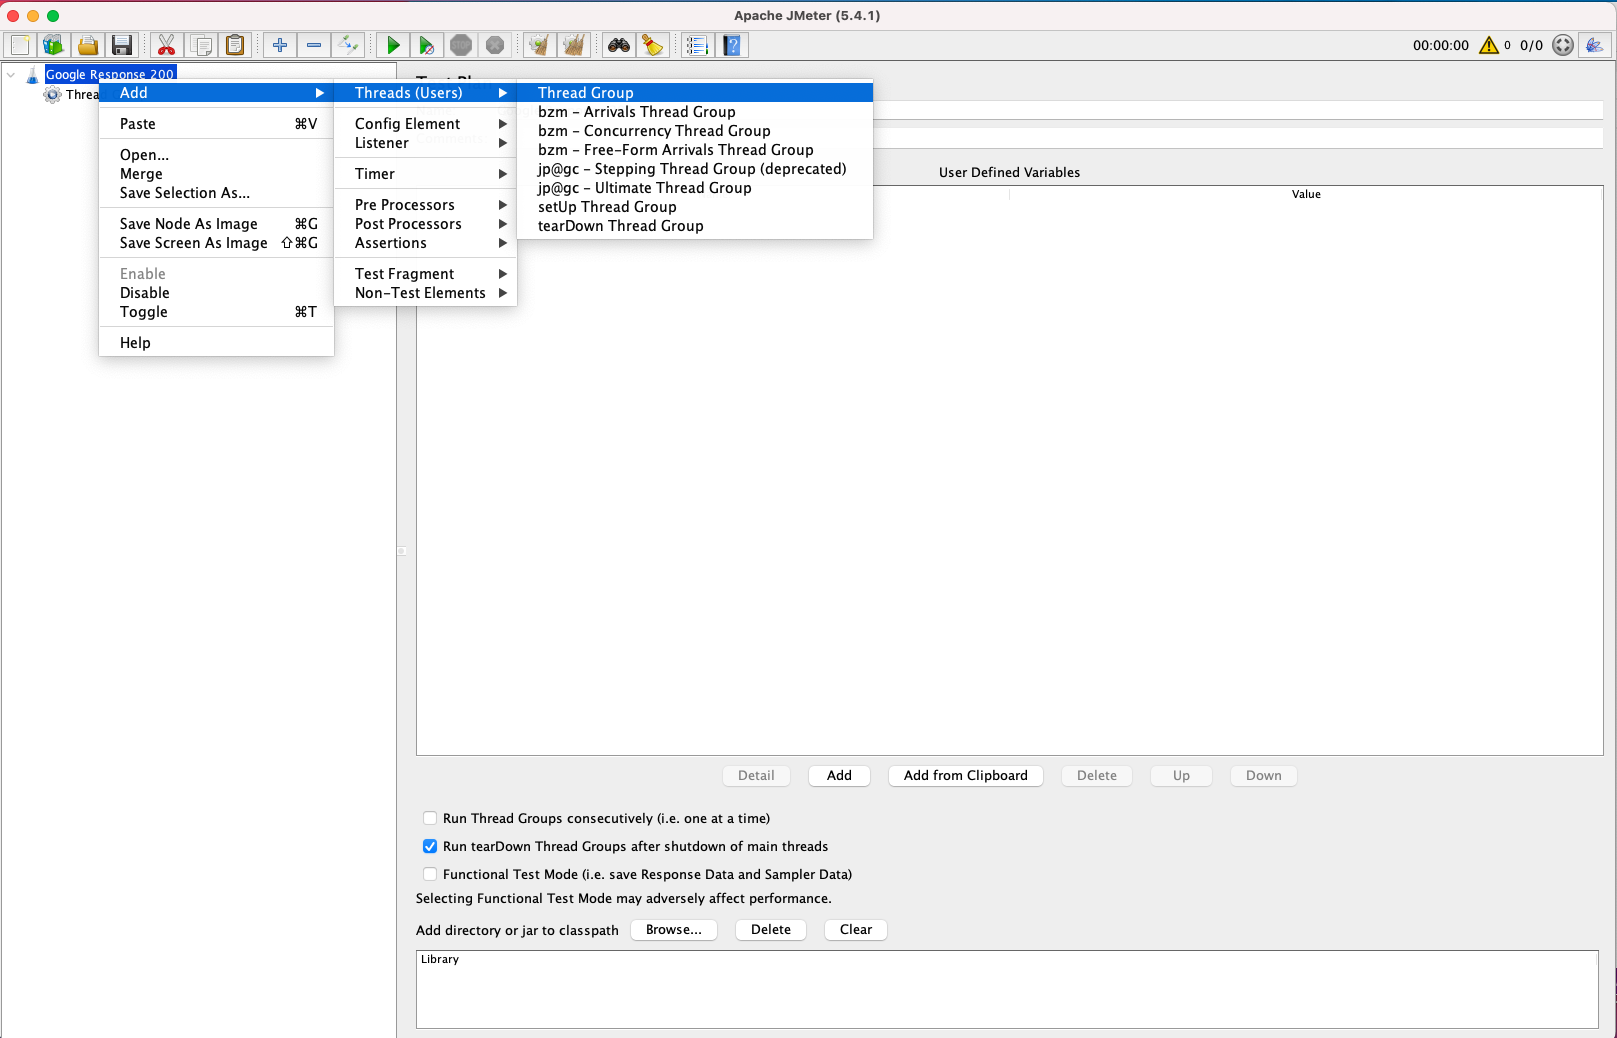 Apache JMeter (5.4.1)
00:00:00 0 0/0
Google Response 200
Threa
Add
Paste ⌘V
Open...
Merge
Save Selection As...
Save Node As Image ⌘G
Save Screen As Image ⇧⌘G
Enable
Disable
Toggle ⌘T
Help
Threads (Users)
Config Element
Listener
Timer
Pre Processors
Post Processors
Assertions
Test Fragment
Non-Test Elements
Thread Group
bzm - Arrivals Thread Group
bzm - Concurrency Thread Group
bzm - Free-Form Arrivals Thread Group
jp@gc - Stepping Thread Group (deprecated)
jp@gc - Ultimate Thread Group
setUp Thread Group
tearDown Thread Group
User Defined Variables
Value
Detail Add Add from Clipboard Delete Up Down
Run Thread Groups consecutively (i.e. one at a time)
Run tearDown Thread Groups after shutdown of main threads
Functional Test Mode (i.e. save Response Data and Sampler Data)
Selecting Functional Test Mode may adversely affect performance.
Add directory or jar to classpath Browse... Delete Clear
Library